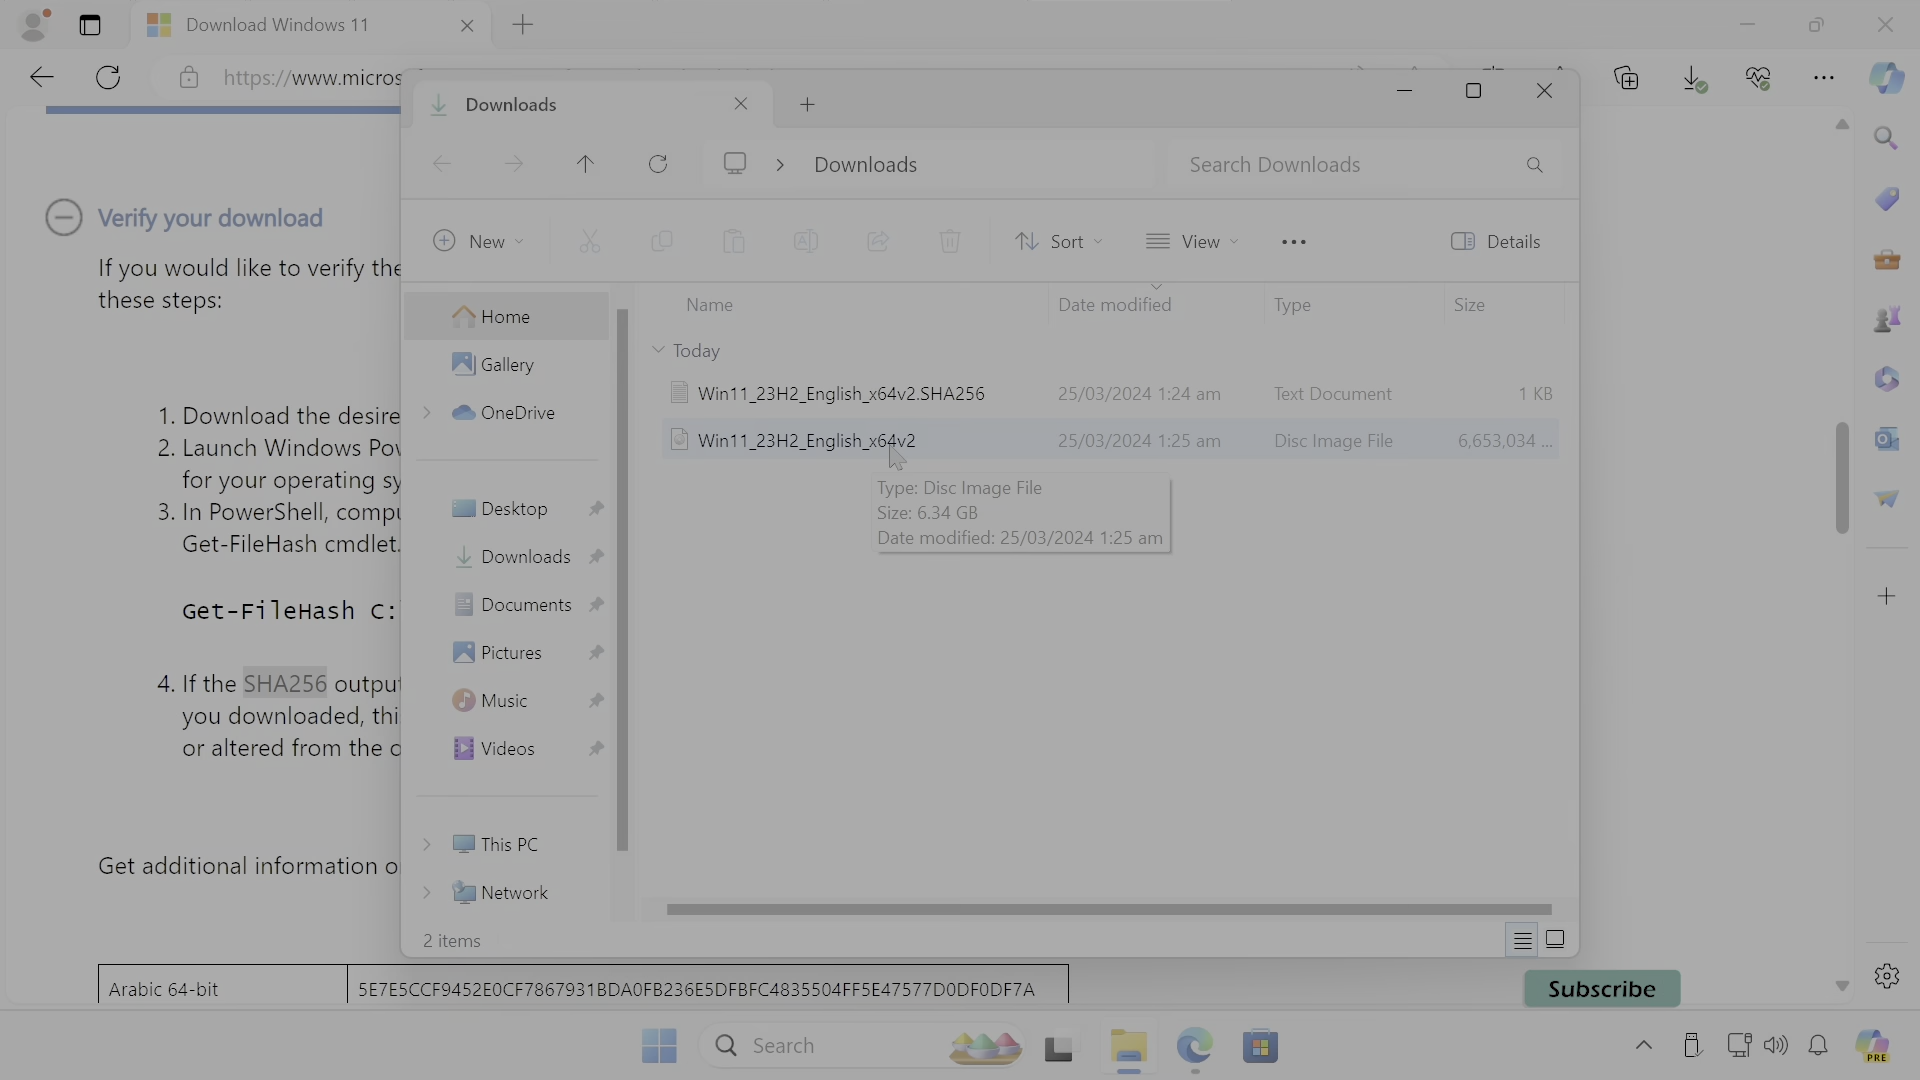 Download Windows 11
https://www.micros
Downloads
Downloads
Search Downloads
New
Sort
View
Details
Verify your download
If you would like to verify the
these steps:
1. Download the desire
2. Launch Windows Pow
for your operating sy
3. In PowerShell, compu
Get-FileHash cmdlet.
Get-FileHash C:
4. If the SHA256 output
you downloaded, thi
or altered from the o
Get additional information o
Home
Gallery
OneDrive
Desktop
Downloads
Documents
Pictures
Music
Videos
This PC
Network
Name Date modified Type Size
Today
Win11_23H2_English_x64v2.SHA256 25/03/2024 1:24 am Text Document 1 KB
Win11_23H2_English_x64v2 25/03/2024 1:25 am Disc Image File 6,653,034 ...
Type: Disc Image File
Size: 6.34 GB
Date modified: 25/03/2024 1:25 am
2 items
Arabic 64-bit 5E7E5CCF9452E0CF7867931BDA0FB236E5DFBFC4835504FF5E47577D0DF0DF7A
Subscribe
Search
PRE